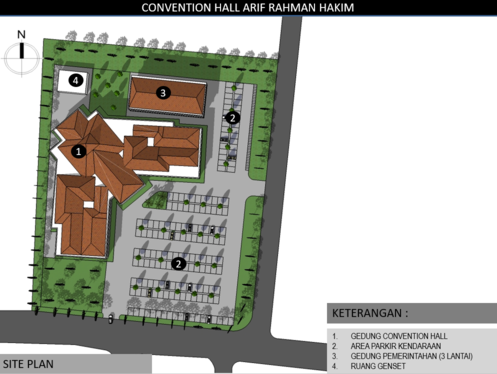 CONVENTION HALL ARIF RAHMAN HAKIM
N
4
3
2
1
2
KETERANGAN :
1. GEDUNG CONVENTION HALL
2. AREA PARKIR KENDARAAN
3. GEDUNG PEMERINTAHAN (3 LANTAI)
4. RUANG GENSET
SITE PLAN